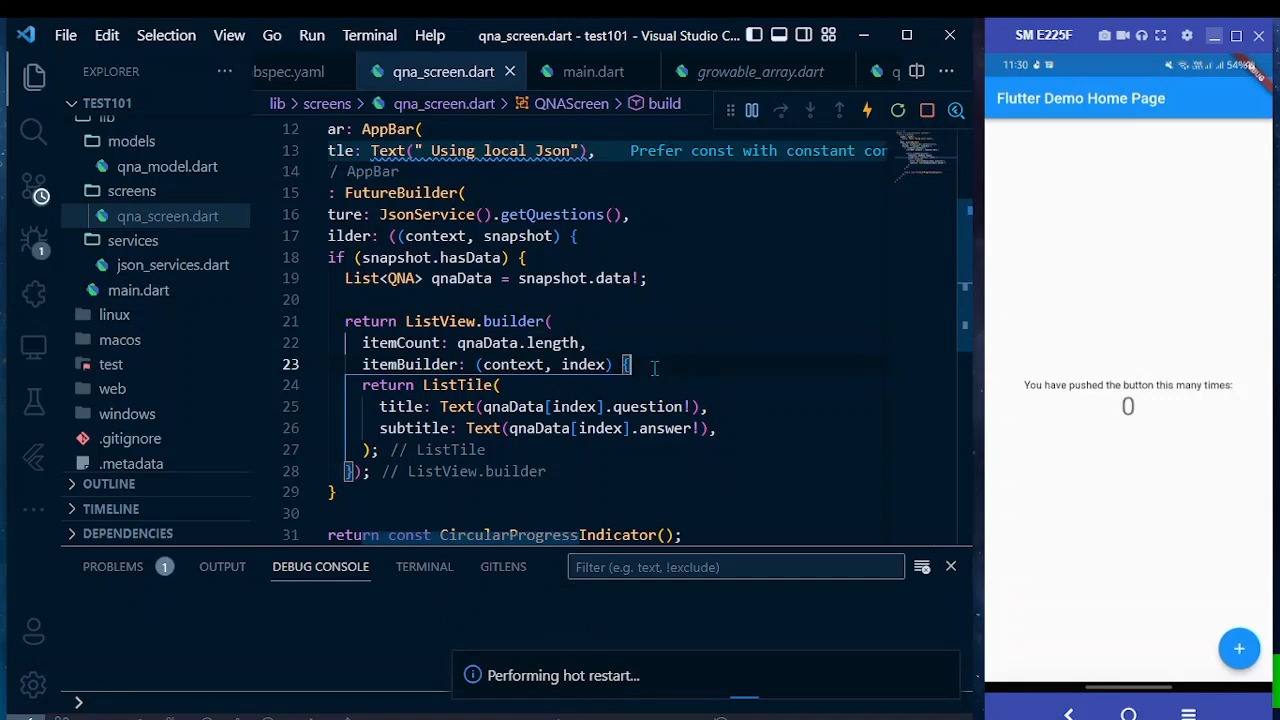 File Edit Selection View Go Run Terminal Help qna_screen.dart - test101 - Visual Studio C...
SM E225F
EXPLORER
bspec.yaml
qna_screen.dart
main.dart
growable_array.dart
q
11:30
54%
TEST101
lib > screens > qna_screen.dart > QNAScreen > build
Flutter Demo Home Page
lib
models
qna_model.dart
screens
qna_screen.dart
services
json_services.dart
main.dart
linux
macos
test
web
windows
.gitignore
.metadata
OUTLINE
TIMELINE
DEPENDENCIES
1
12 ar: AppBar(
13 tle: Text(" Using local Json"), Prefer const with constant con
14 / AppBar
15 : FutureBuilder(
16 ture: JsonService().getQuestions(),
17 ilder: ((context, snapshot) {
18 if (snapshot.hasData) {
19 List<QNA> qnaData = snapshot.data!;
20
21 return ListView.builder(
22 itemCount: qnaData.length,
23 itemBuilder: (context, index) {
24 return ListTile(
25 title: Text(qnaData[index].question!),
26 subtitle: Text(qnaData[index].answer!),
27 ); // ListTile
28 }); // ListView.builder
29 }
30
31 return const CircularProgressIndicator();
You have pushed the button this many times:
0
+
PROBLEMS 1 OUTPUT DEBUG CONSOLE TERMINAL GITLENS
Filter (e.g. text, !exclude)
Performing hot restart...
>